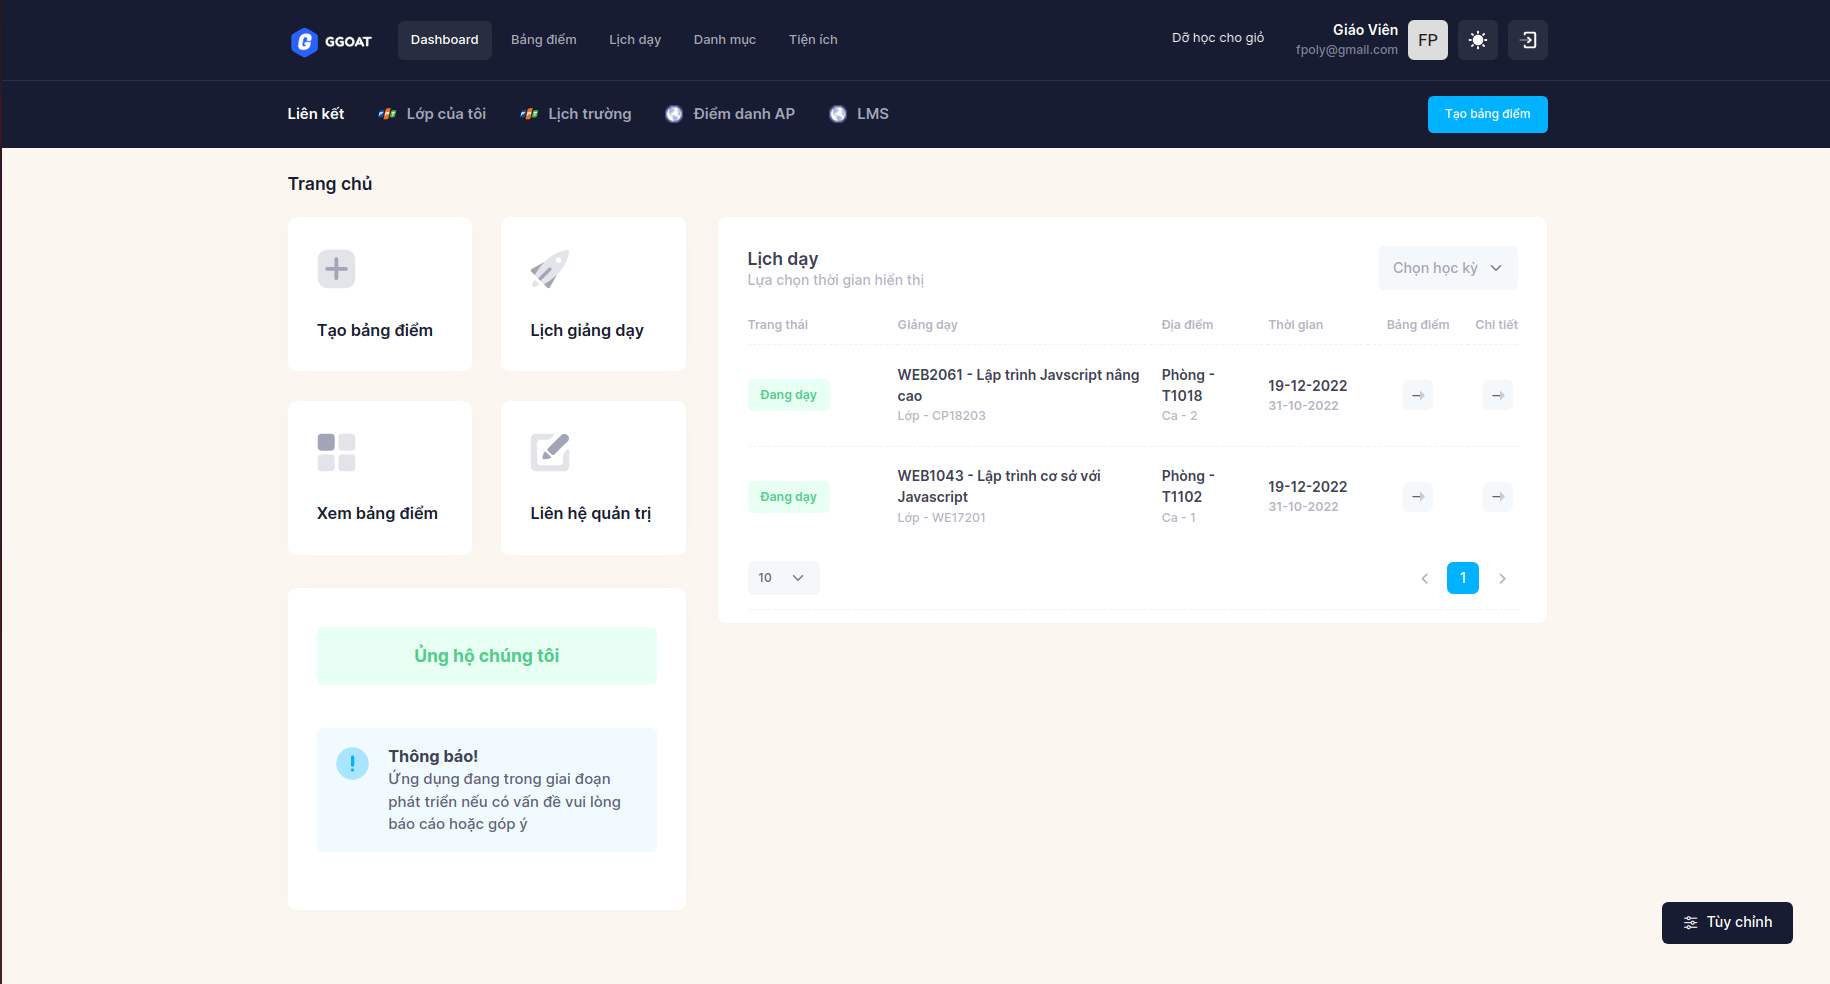 GGOAT
Dashboard
Bảng điểm
Lịch dạy
Danh mục
Tiện ích
Dỡ học cho giỏ
Giáo Viên
fpoly@gmail.com
FP
Liên kết
Lớp của tôi
Lịch trường
Điểm danh AP
LMS
Tạo bảng điểm
Trang chủ
Tạo bảng điểm
Lịch giảng dạy
Xem bảng điểm
Liên hệ quản trị
Ủng hộ chúng tôi
Thông báo!
Ứng dụng đang trong giai đoạn
phát triển nếu có vấn đề vui lòng
báo cáo hoặc góp ý
Lịch dạy
Lựa chọn thời gian hiển thị
Chọn học kỳ
Trang thái
Giảng dạy
Địa điểm
Thời gian
Bảng điểm
Chi tiết
Đang dạy
WEB2061 - Lập trình Javscript nâng
cao
Lớp - CP18203
Phòng -
T1018
Ca - 2
19-12-2022
31-10-2022
Đang dạy
WEB1043 - Lập trình cơ sở với
Javascript
Lớp - WE17201
Phòng -
T1102
Ca - 1
19-12-2022
31-10-2022
10
1
Tùy chỉnh